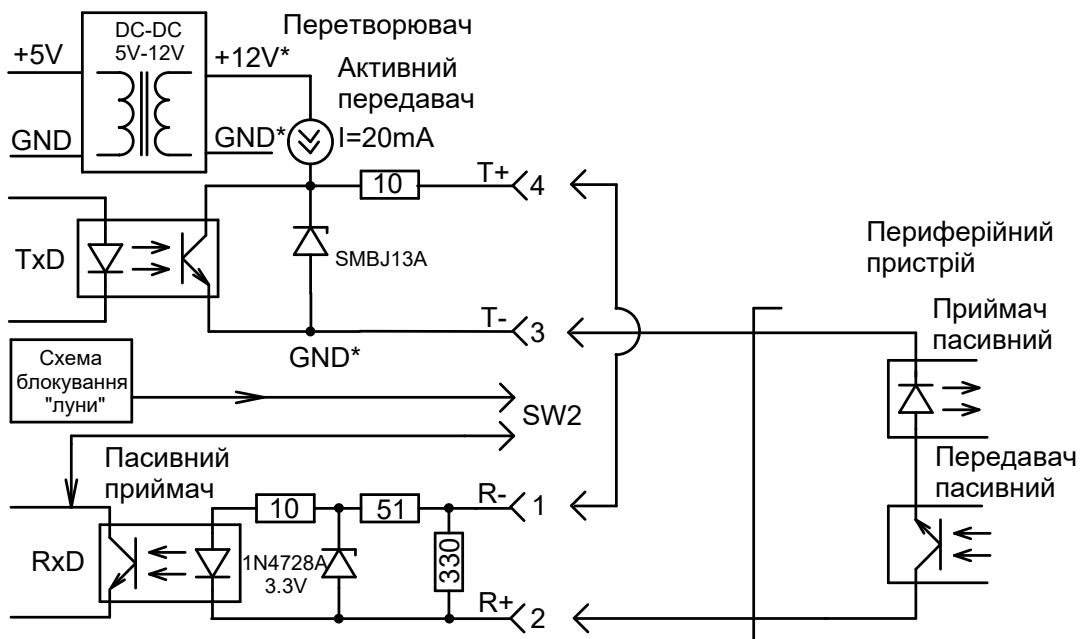 DC-DC
5V-12V
Перетворювач
+5V
+12V*
Активний
передавач
GND
GND*
I=20mA
T+
4
10
TxD
SMBJ13A
Периферійний
пристрій
T-
3
Приймач
пасивний
GND*
Схема
блокування
"луни"
SW2
Пасивний
приймач
Передавач
пасивний
R-
1
10
51
RxD
1N4728A
3.3V
330
R+
2